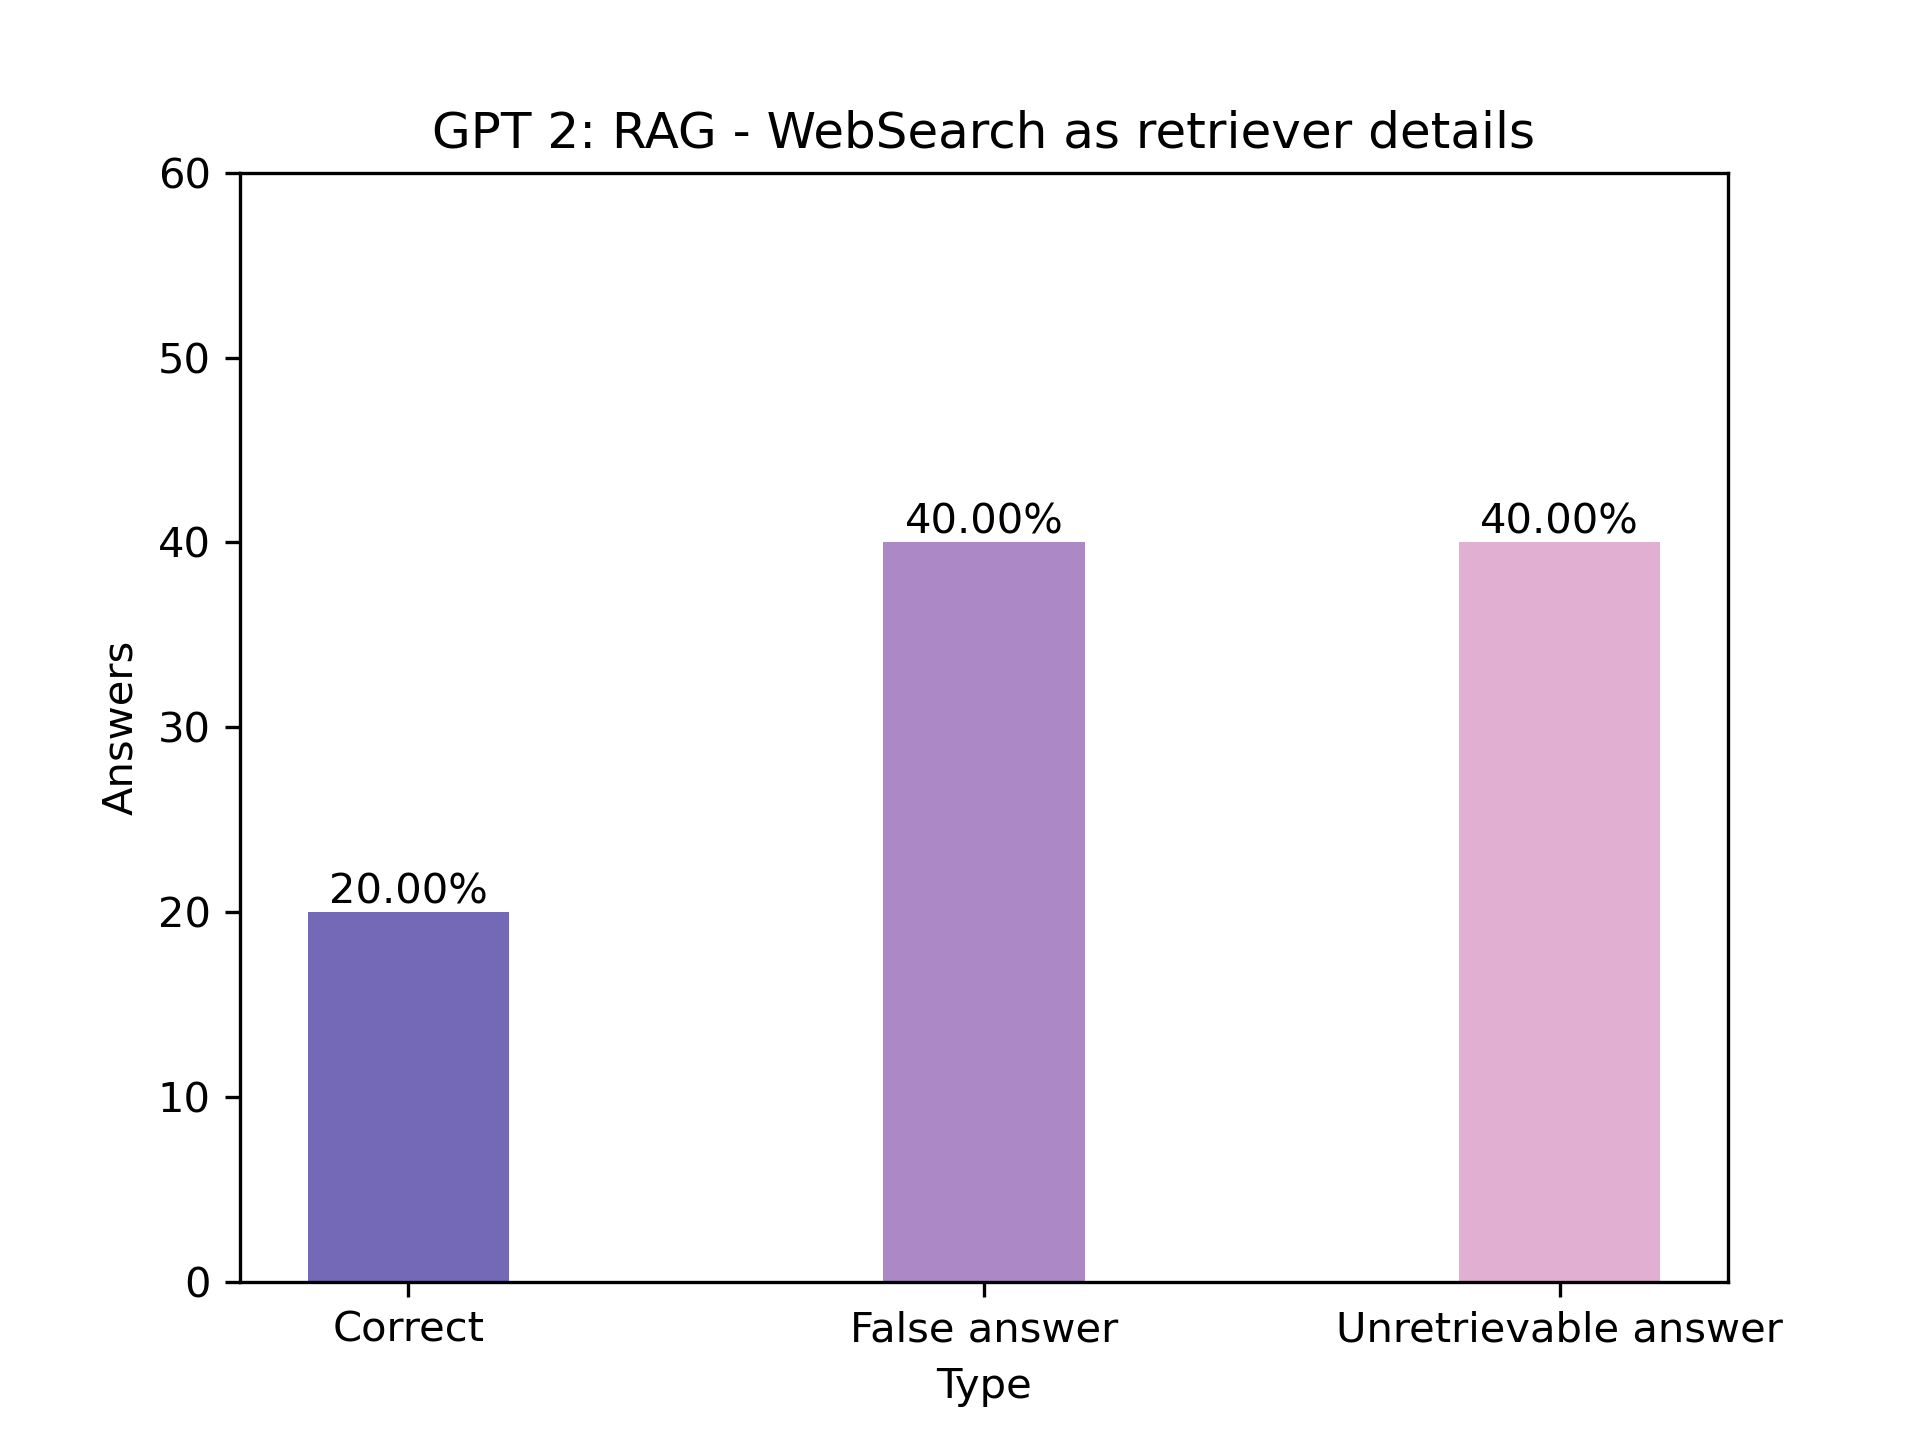 GPT 2: RAG - WebSearch as retriever details
60
50
40
30
20
10
0
Answers
20.00%
40.00%
40.00%
Correct
False answer
Unretrievable answer
Type